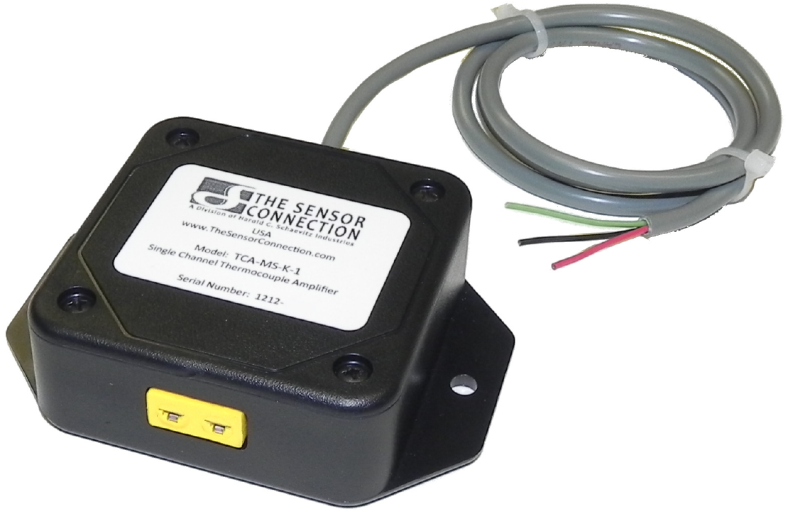 THE SENSOR
CONNECTION
A Division of Harold G. Schaevitz Industries
USA
www.TheSensorConnection.com
Model: TCA-MS-K-1
Single Channel Thermocouple Amplifier
Serial Number: 1212-